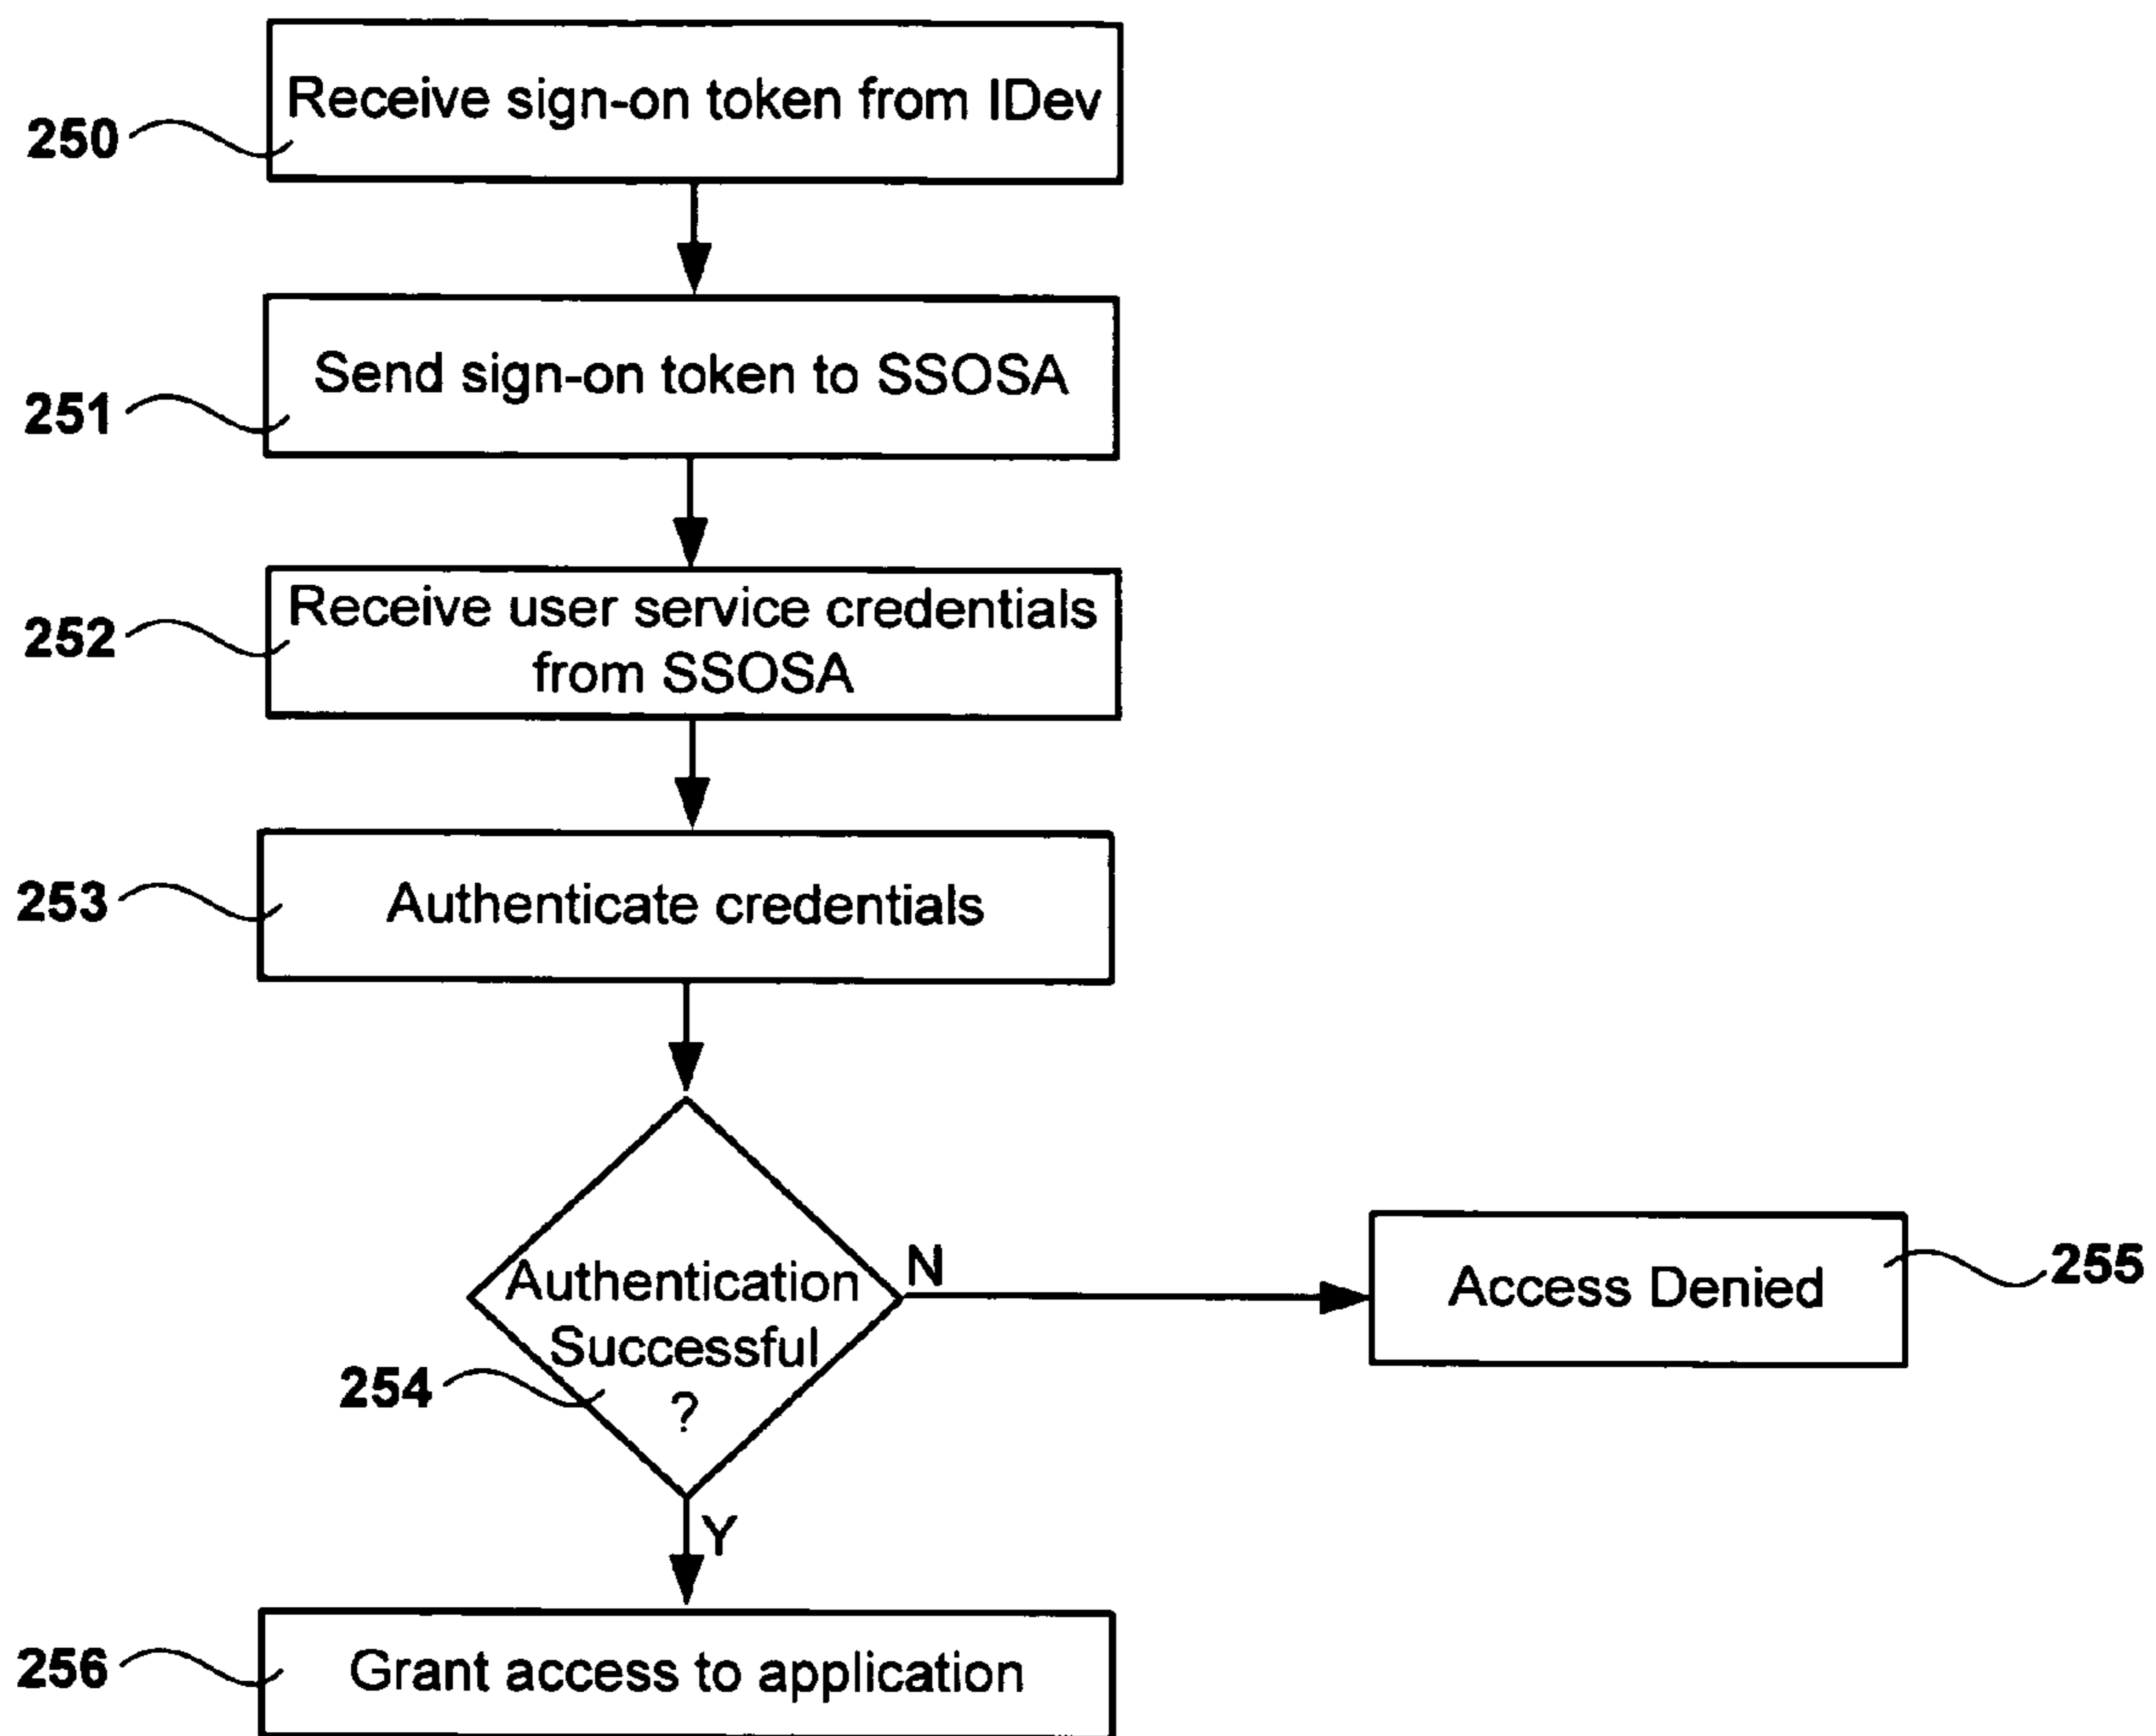 Receive sign-on token from IDev
250
Send sign-on token to SSOSA
251
Receive user service credentials
from SSOSA
252
Authenticate credentials
253
Authentication
Successful
?
254
N
Access Denied
255
Y
Grant access to application
256